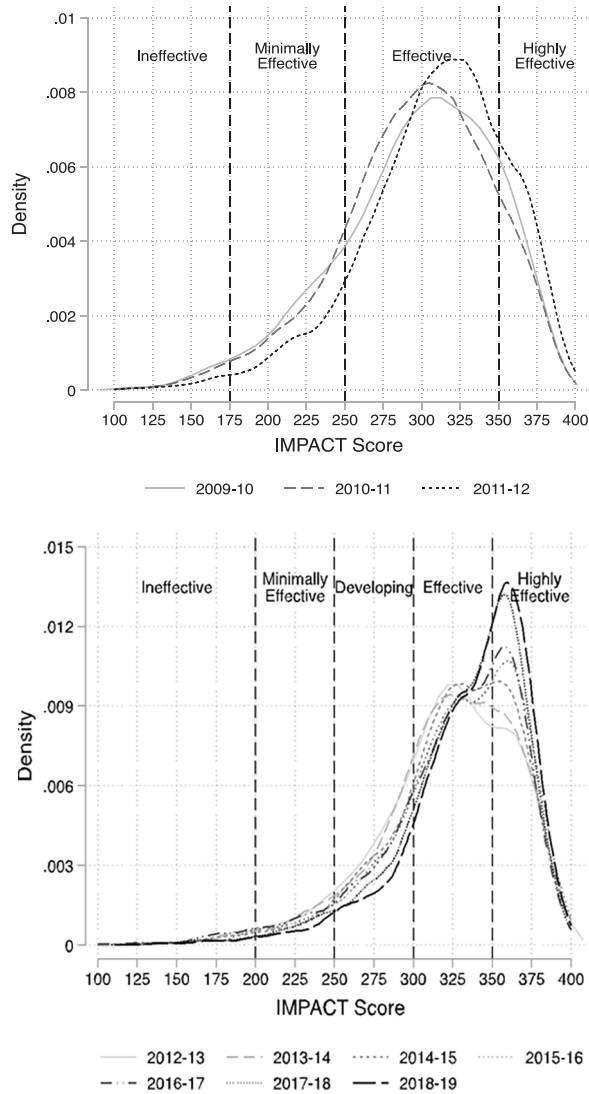 .01
Ineffective
Minimally
Effective
Effective
Highly
Effective
.008
.006
.004
.002
0
Density
100 125 150 175 200 225 250 275 300 325 350 375 400
IMPACT Score
2009-10 2010-11 2011-12
.015
Ineffective
Minimally
Effective
Developing
Effective
Highly
Effective
.012
.009
.006
.003
0
Density
100 125 150 175 200 225 250 275 300 325 350 375 400
IMPACT Score
2012-13 2013-14 2014-15 2015-16
2016-17 2017-18 2018-19